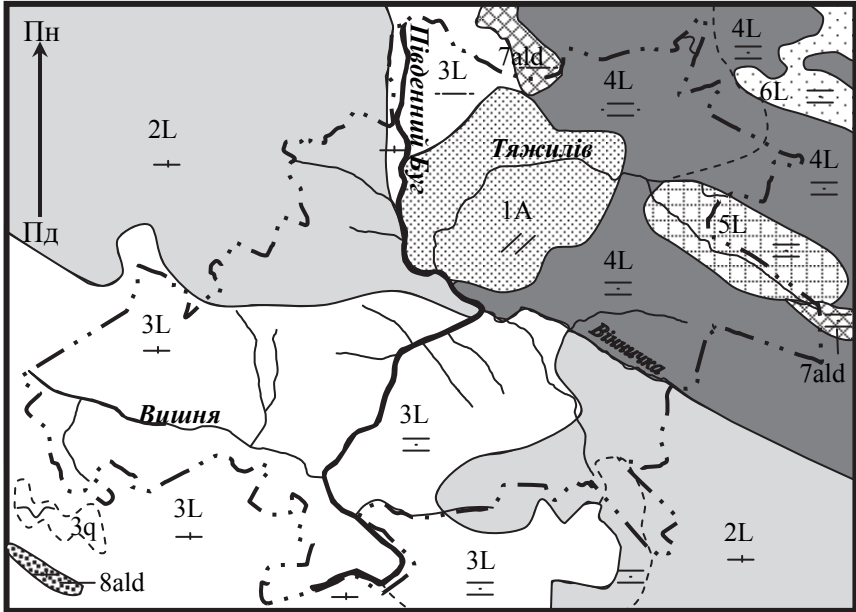 Пн
Пд
2L
Південний Буг
3L
7ald
4L
4L
6L
4L
Тяжилів
1A
5L
4L
3L
Вінничка
7ald
Вишня
3L
3q
3L
8ald
3L
2L